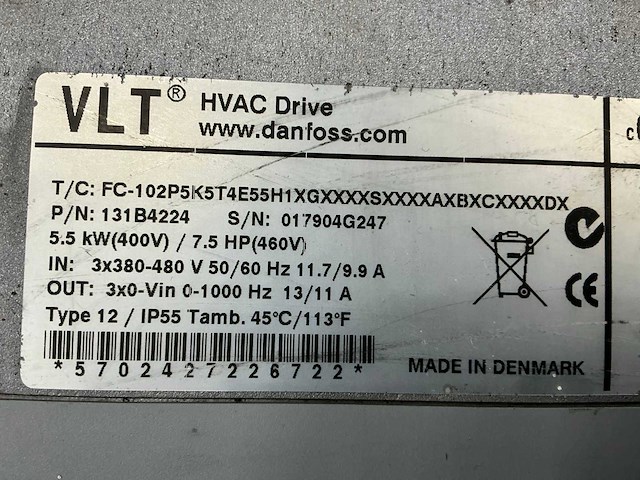 VLT® HVAC Drive
www.danfoss.com
T/C: FC-102P5K5T4E55H1XGXXXXSXXXXAXBXCXXXXDX
P/N: 131B4224 S/N: 017904G247
5.5 kW(400V) / 7.5 HP(460V)
IN: 3x380-480 V 50/60 Hz 11.7/9.9 A
OUT: 3x0-Vin 0-1000 Hz 13/11 A
Type 12 / IP55 Tamb. 45°C/113°F
*5702427226722*
MADE IN DENMARK
CE